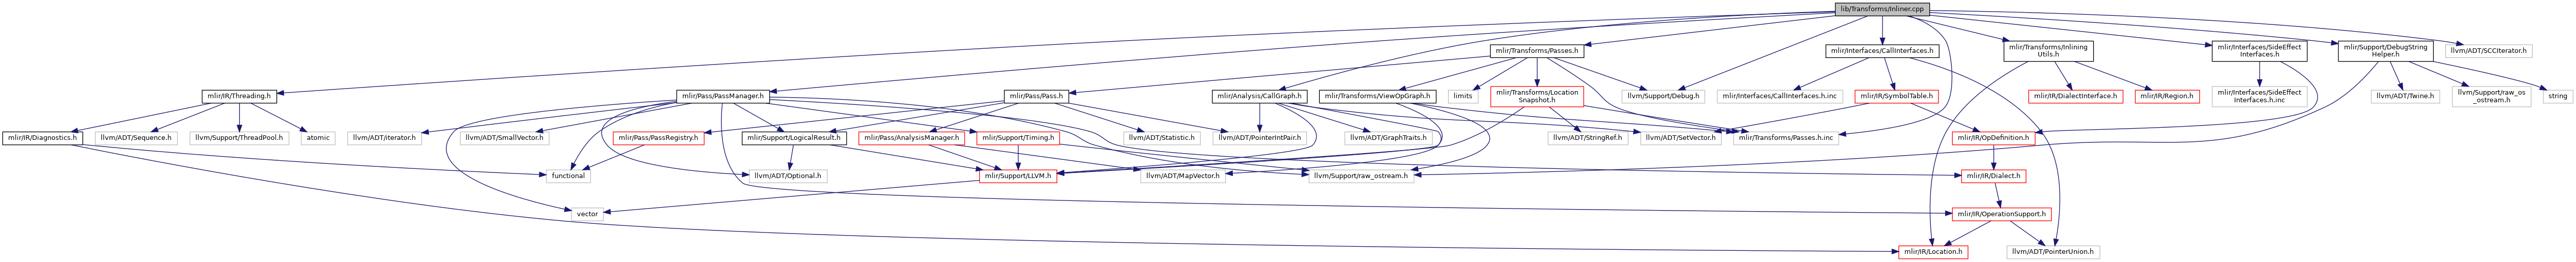 lib/Transforms/Inliner.cpp
mlir/Transforms/Passes.h
mlir/Interfaces/CallInterfaces.h
mlir/Transforms/Inlining
Utils.h
mlir/Interfaces/SideEffect
Interfaces.h
mlir/Support/DebugString
Helper.h
llvm/ADT/SCCIterator.h
mlir/IR/Threading.h
mlir/Pass/PassManager.h
mlir/Pass/Pass.h
mlir/Analysis/CallGraph.h
mlir/Transforms/ViewOpGraph.h
limits
mlir/Transforms/Location
Snapshot.h
llvm/Support/Debug.h
mlir/Interfaces/CallInterfaces.h.inc
mlir/IR/SymbolTable.h
mlir/IR/DialectInterface.h
mlir/IR/Region.h
mlir/Interfaces/SideEffect
Interfaces.h.inc
llvm/ADT/Twine.h
llvm/Support/raw_os
_ostream.h
string
mlir/IR/Diagnostics.h
llvm/ADT/Sequence.h
llvm/Support/ThreadPool.h
atomic
llvm/ADT/iterator.h
llvm/ADT/SmallVector.h
mlir/Pass/PassRegistry.h
mlir/Support/LogicalResult.h
mlir/Pass/AnalysisManager.h
mlir/Support/Timing.h
llvm/ADT/Statistic.h
llvm/ADT/PointerIntPair.h
llvm/ADT/GraphTraits.h
llvm/ADT/StringRef.h
llvm/ADT/SetVector.h
mlir/Transforms/Passes.h.inc
mlir/IR/OpDefinition.h
functional
llvm/ADT/Optional.h
mlir/Support/LLVM.h
llvm/ADT/MapVector.h
llvm/Support/raw_ostream.h
mlir/IR/Dialect.h
vector
mlir/IR/OperationSupport.h
mlir/IR/Location.h
llvm/ADT/PointerUnion.h